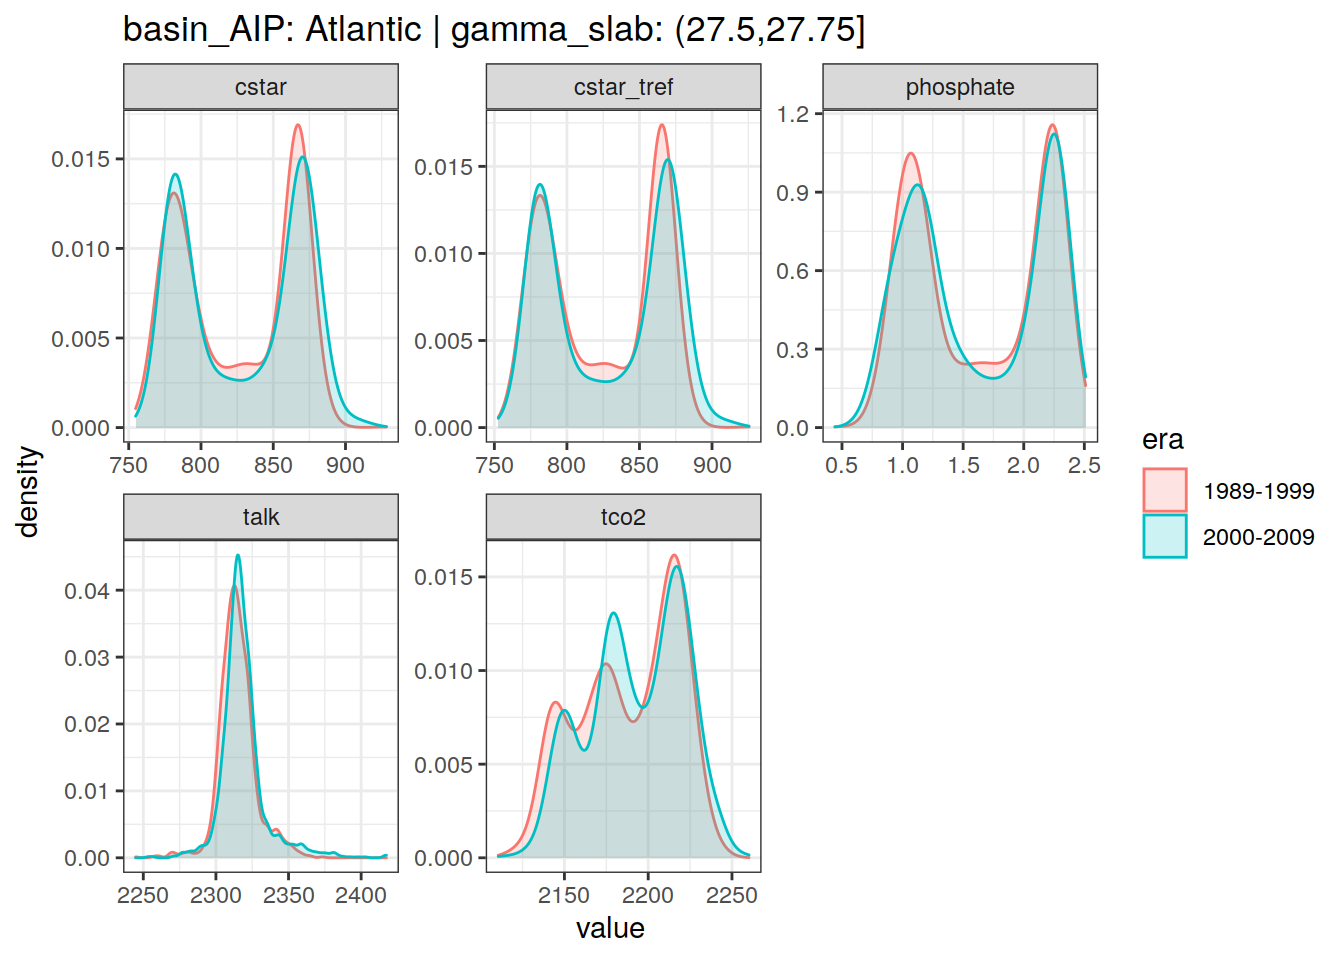 basin_AIP: Atlantic | gamma_slab: (27.5,27.75]
cstar
cstar_tref
phosphate
0.015
0.010
0.005
0.000
750 800 850 900
0.015
0.010
0.005
0.000
750 800 850 900
1.2
0.9
0.6
0.3
0.0
0.5 1.0 1.5 2.0 2.5
density
talk
tco2
0.04
0.03
0.02
0.01
0.00
2250 2300 2350 2400
0.015
0.010
0.005
0.000
2150 2200 2250
value
era
1989-1999
2000-2009